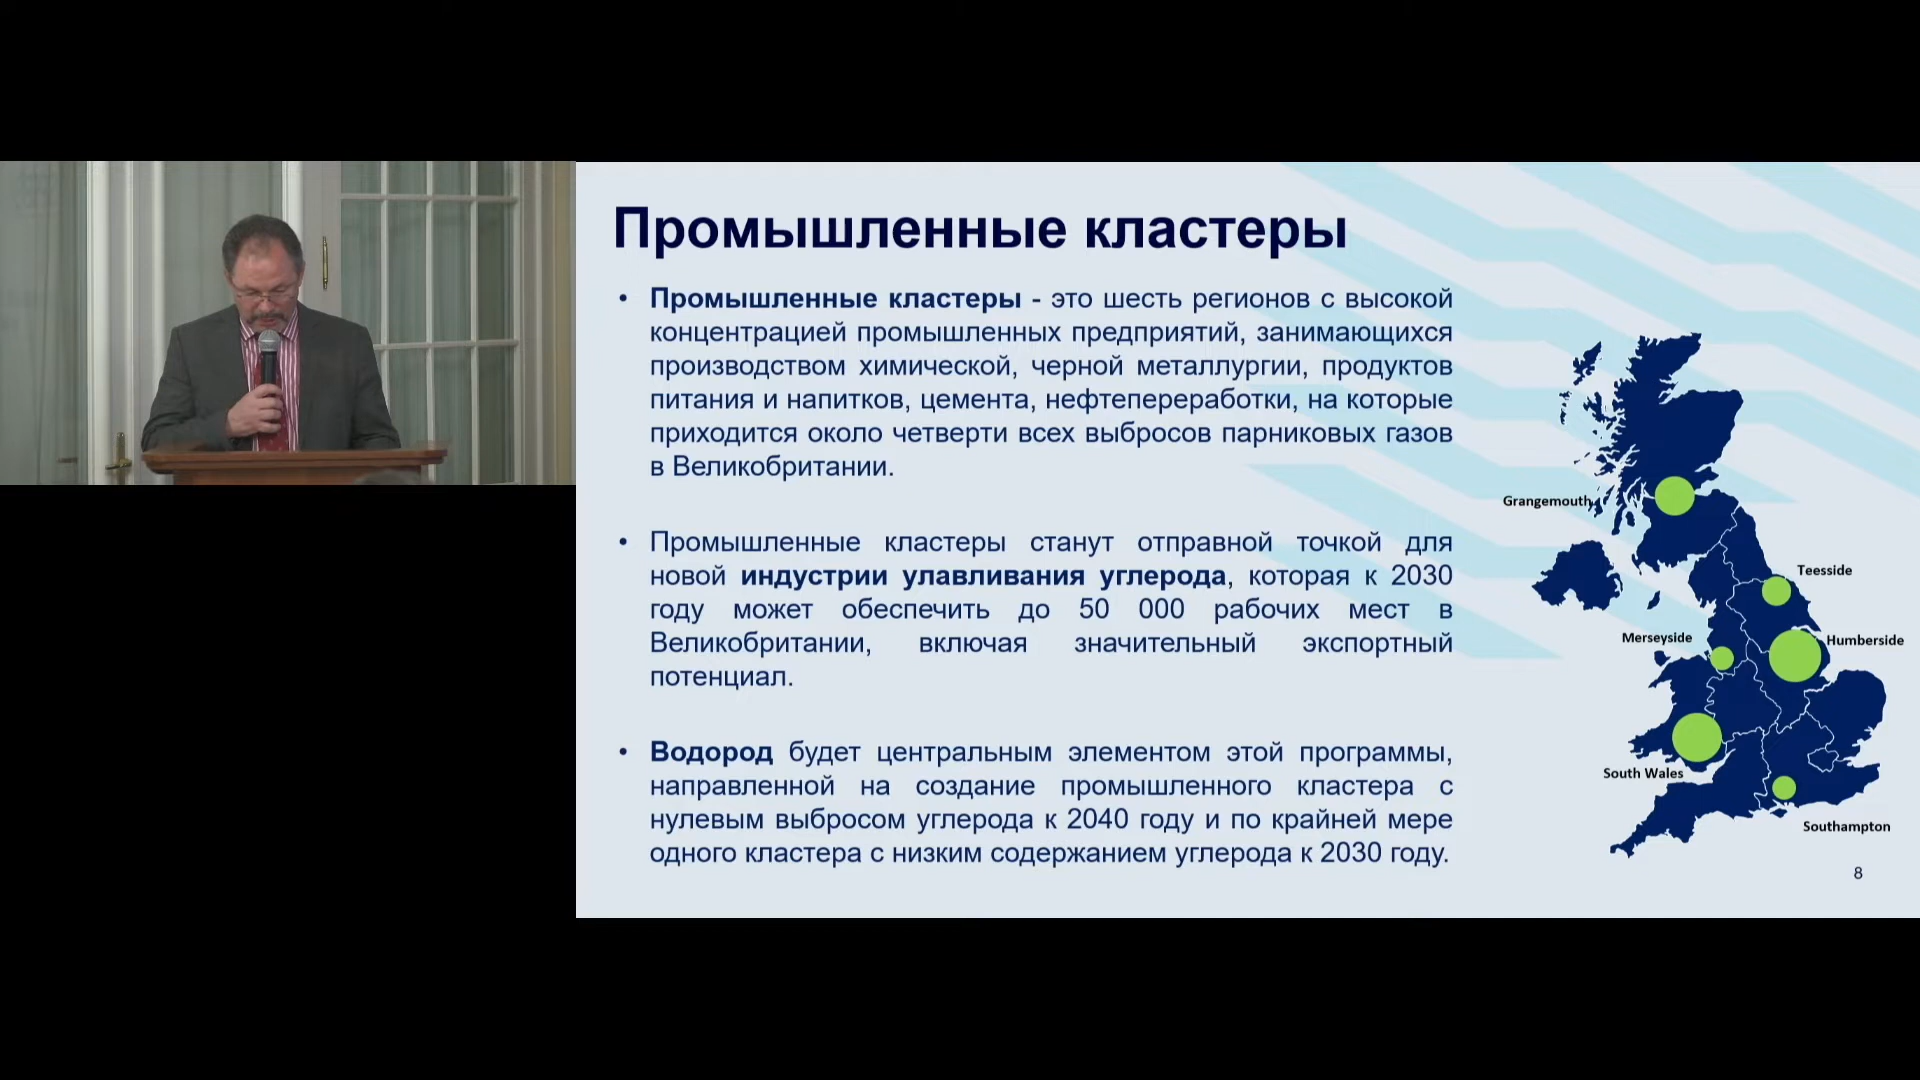 Промышленные кластеры
• Промышленные кластеры - это шесть регионов с высокой
концентрацией промышленных предприятий, занимающихся
производством химической, черной металлургии, продуктов
питания и напитков, цемента, нефтепереработки, на которые
приходится около четверти всех выбросов парниковых газов
в Великобритании.
• Промышленные кластеры станут отправной точкой для
новой индустрии улавливания углерода, которая к 2030
году может обеспечить до 50 000 рабочих мест в
Великобритании, включая значительный экспортный
потенциал.
• Водород будет центральным элементом этой программы,
направленной на создание промышленного кластера с
нулевым выбросом углерода к 2040 году и по крайней мере
одного кластера с низким содержанием углерода к 2030 году.
Grangemouth
Teesside
Merseyside
Humberside
South Wales
Southampton
8